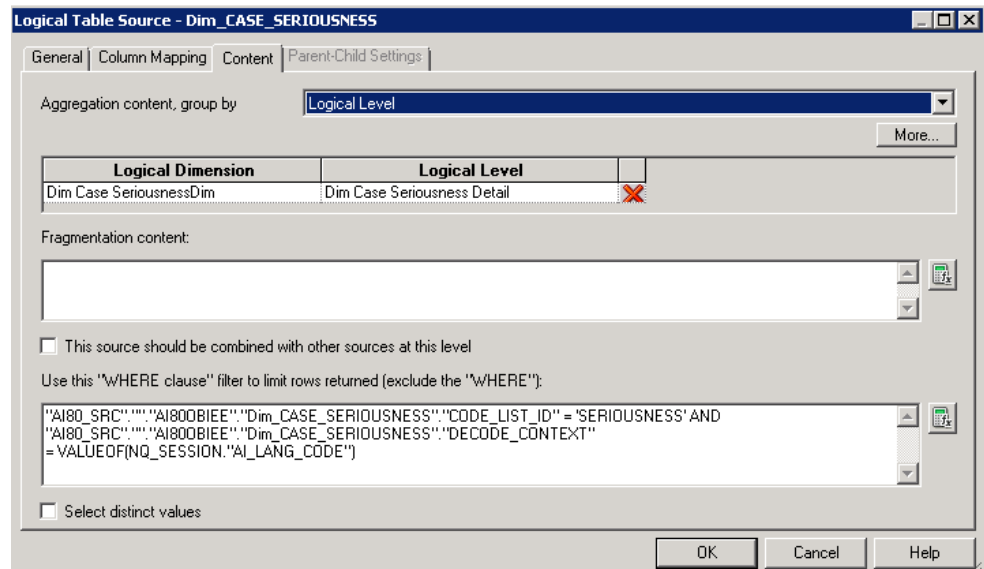 Logical Table Source - Dim_CASE_SERIOUSNESS
General Column Mapping Content Parent-Child Settings
Aggregation content, group by Logical Level
More...
Logical Dimension Logical Level
Dim Case SeriousnessDim Dim Case Seriousness Detail
Fragmentation content:
This source should be combined with other sources at this level
Use this "WHERE clause" filter to limit rows returned (exclude the "WHERE"):
"AI80_SRC"."".”AI80OBIEE"."Dim_CASE_SERIOUSNESS"."CODE_LIST_ID" = 'SERIOUSNESS' AND
"AI80_SRC"."".”AI80OBIEE"."Dim_CASE_SERIOUSNESS"."DECODE_CONTEXT"
= VALUEOF(NQ_SESSION."AI_LANG_CODE")
Select distinct values
OK Cancel Help